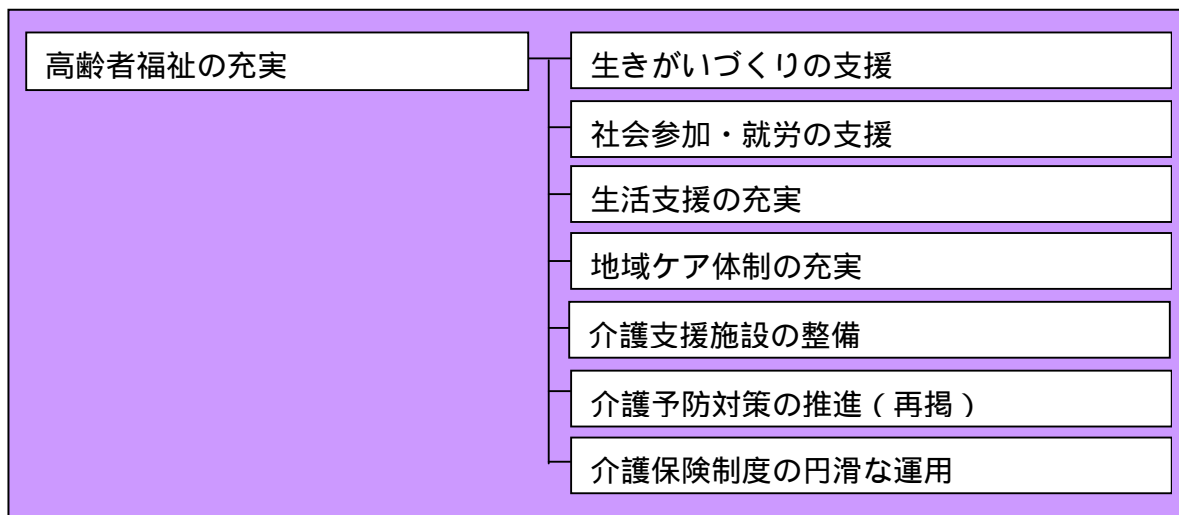 高齢者福祉の充実
生きがいづくりの支援
社会参加・就労の支援
生活支援の充実
地域ケア体制の充実
介護支援施設の整備
介護予防対策の推進（再掲）
介護保険制度の円滑な運用